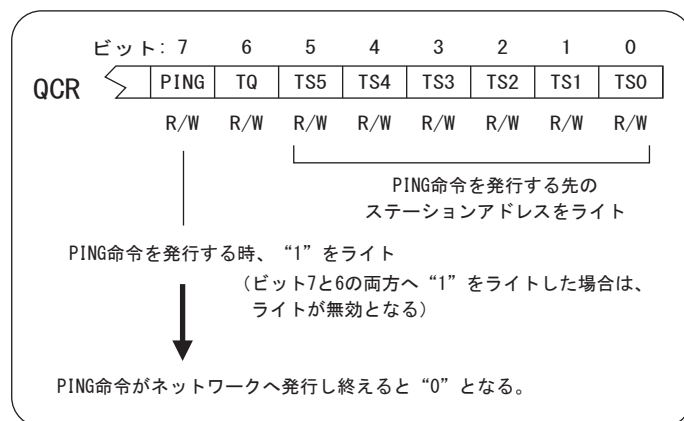 ビット: 7 6 5 4 3 2 1 0
QCR PING TQ TS5 TS4 TS3 TS2 TS1 TS0
R/W R/W R/W R/W R/W R/W R/W R/W
PING命令を発行する先の
ステーションアドレスをライト
PING命令を発行する時、“1”をライト
(ビット7と6の両方へ“1”をライトした場合は、
ライトが無効となる)
PING命令がネットワークへ発行し終えると“0”となる。